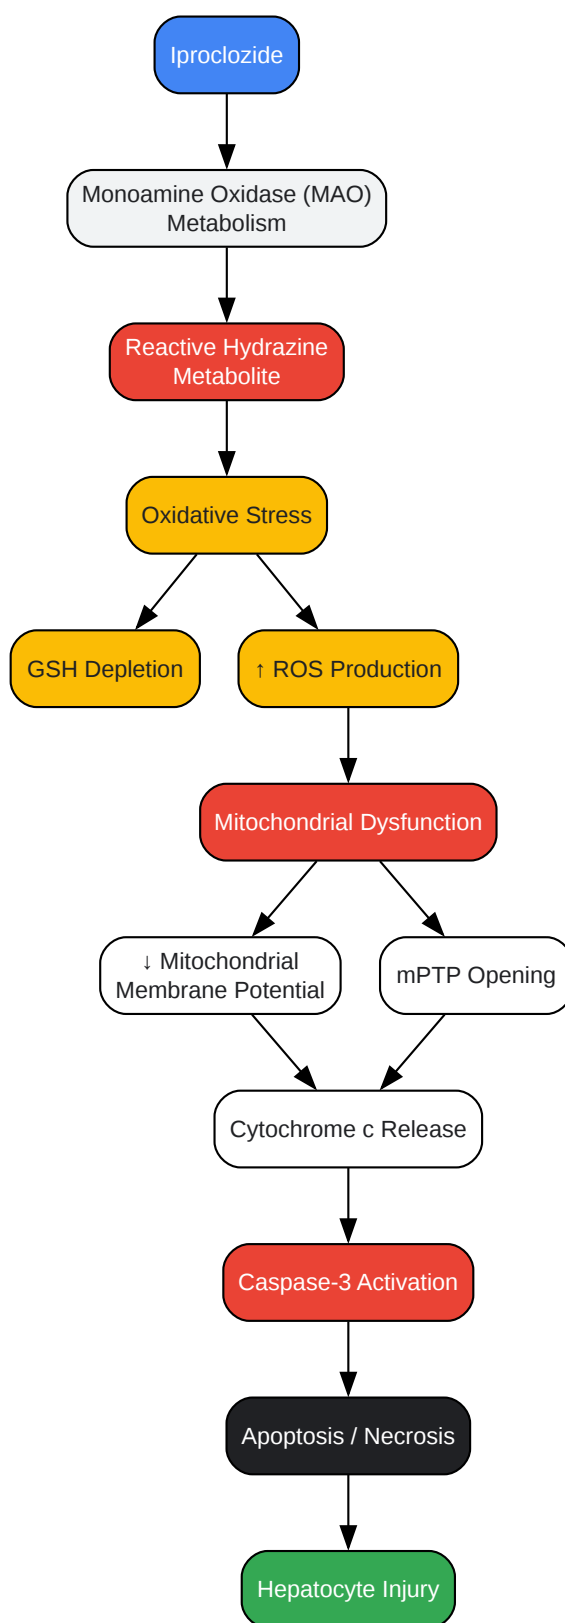 Iproclozide
Monoamine Oxidase (MAO)
Metabolism
Reactive Hydrazine
Metabolite
Oxidative Stress
GSH Depletion
↑ ROS Production
Mitochondrial Dysfunction
↓ Mitochondrial
Membrane Potential
mPTP Opening
Cytochrome c Release
Caspase-3 Activation
Apoptosis / Necrosis
Hepatocyte Injury